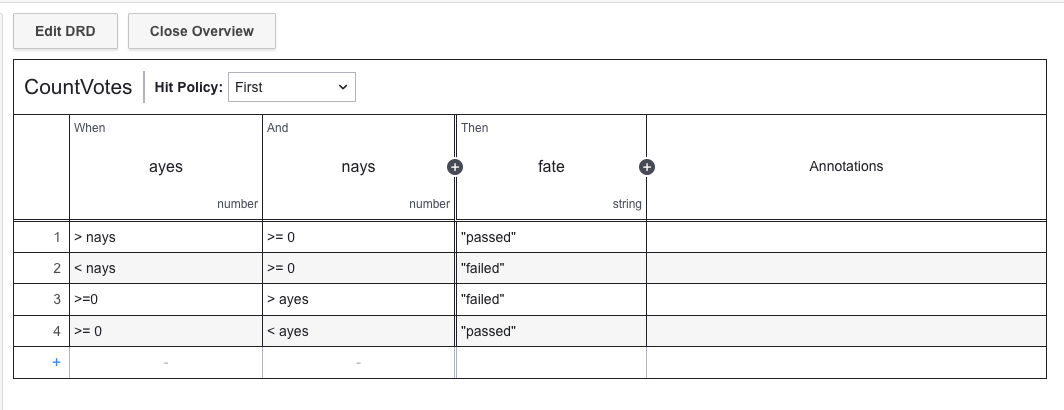 Edit DRD Close Overview
CountVotes Hit Policy: First
When And Then
ayes nays fate Annotations
number number string
1 > nays >= 0 "passed"
2 < nays >= 0 "failed"
3 >=0 > ayes "failed"
4 >= 0 < ayes "passed"
+ - -